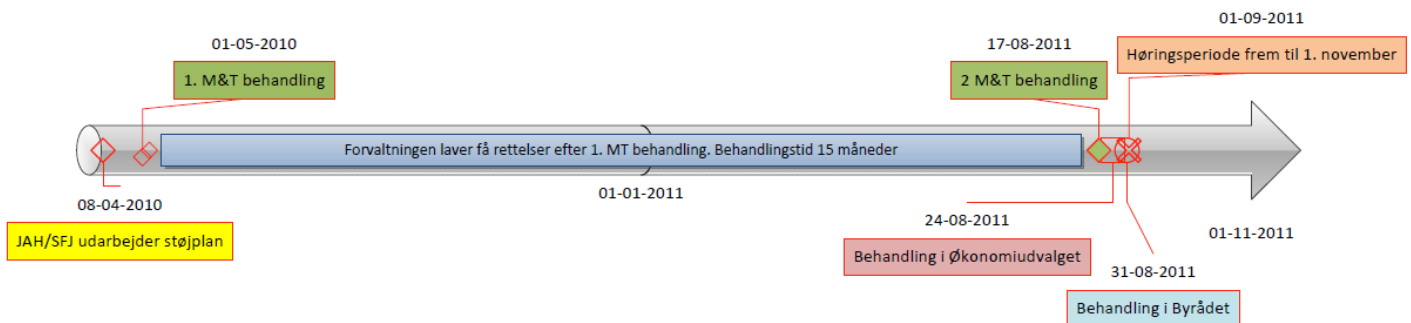 01-09-2011
Høringsperiode frem til 1. november
01-05-2010
1. M&T behandling
17-08-2011
2 M&T behandling
Forvaltningen laver få rettelser efter 1. MT behandling. Behandlingstid 15 måneder
01-01-2011
08-04-2010
JAH/SFJ udarbejder støjplan
24-08-2011
Behandling i Økonomiudvalget
01-11-2011
31-08-2011
Behandling i Byrådet